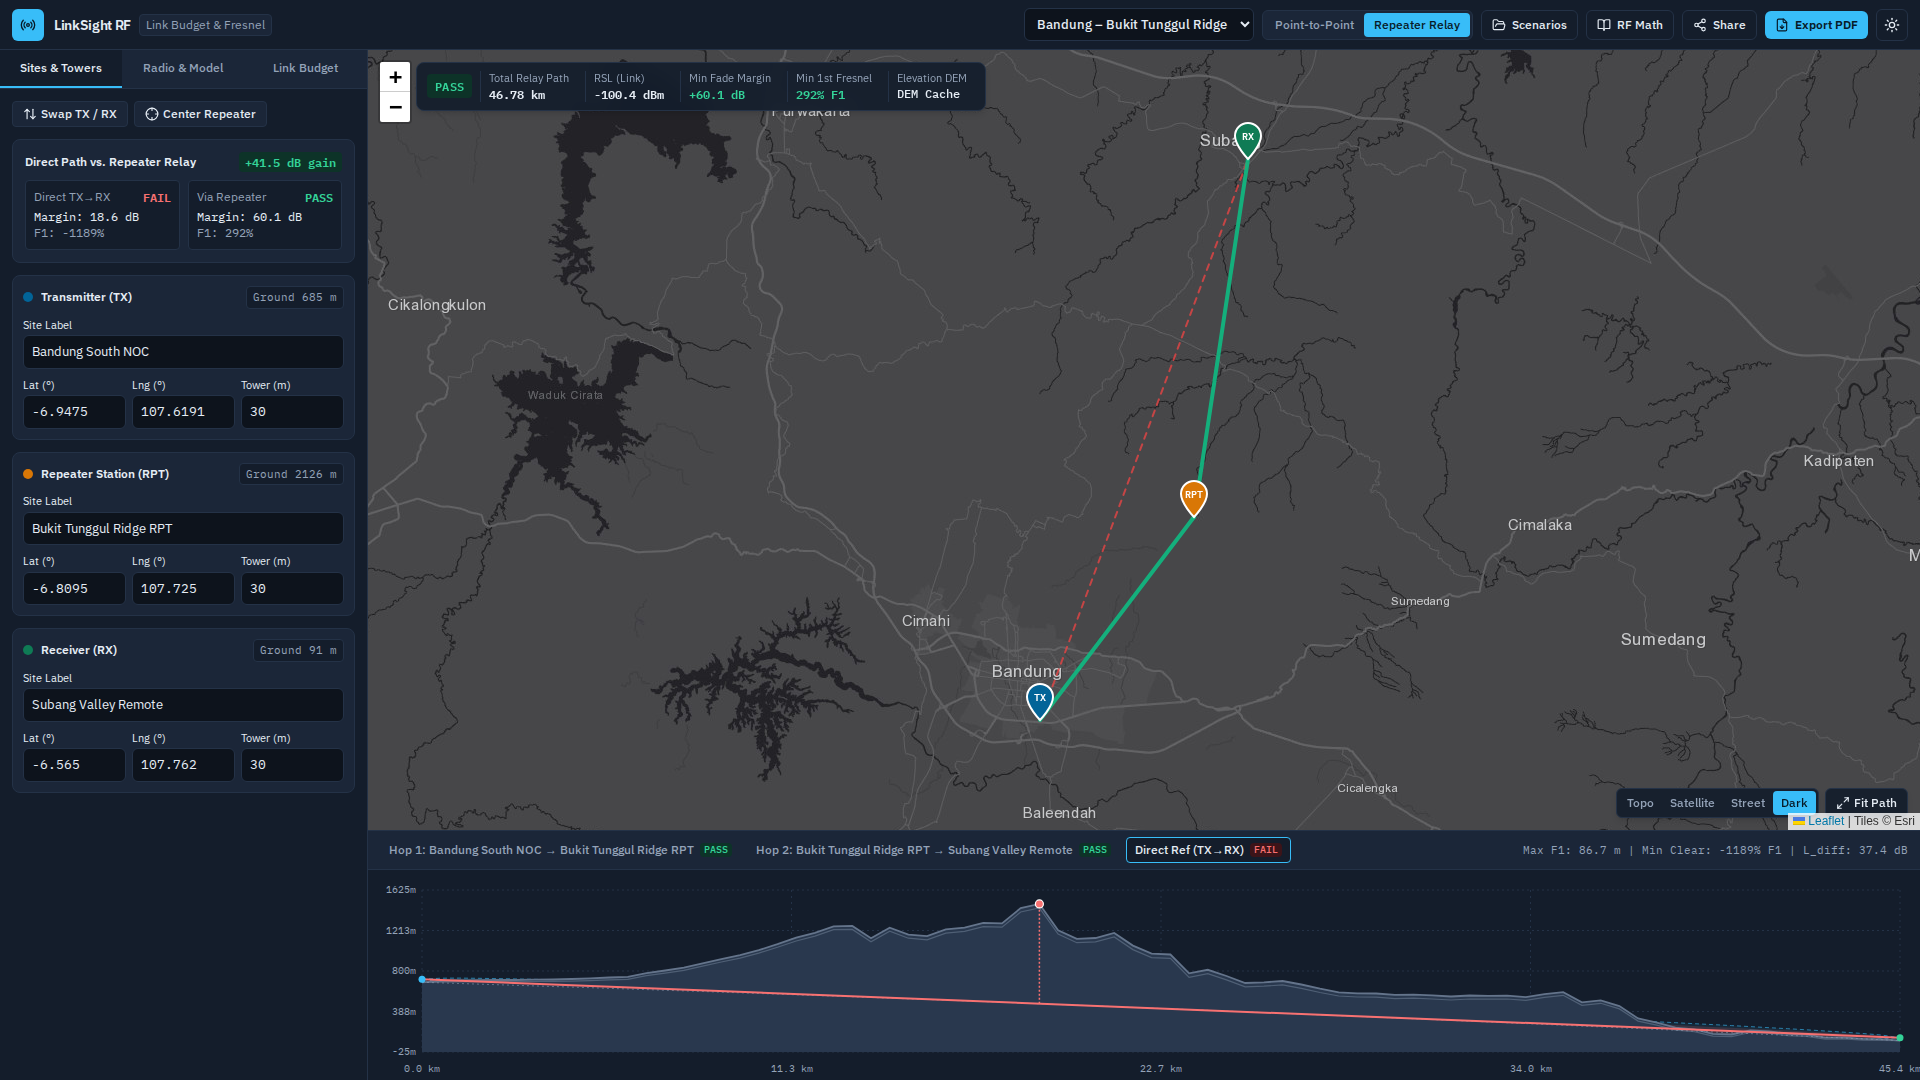 LinkSight RF
Link Budget & Fresnel
Bandung – Bukit Tunggul Ridge
Point-to-Point
Repeater Relay
Scenarios
RF Math
Share
Export PDF
Sites & Towers
Radio & Model
Link Budget
Swap TX / RX
Center Repeater
Direct Path vs. Repeater Relay
+41.5 dB gain
Direct TX→RX
FAIL
Margin: 18.6 dB
F1: -1189%
Via Repeater
PASS
Margin: 60.1 dB
F1: 292%
Transmitter (TX)
Ground 685 m
Site Label
Bandung South NOC
Lat (º)
Lng (º)
Tower (m)
-6.9475
107.6191
30
Repeater Station (RPT)
Ground 2126 m
Site Label
Bukit Tunggul Ridge RPT
Lat (º)
Lng (º)
Tower (m)
-6.8095
107.725
30
Receiver (RX)
Ground 91 m
Site Label
Subang Valley Remote
Lat (º)
Lng (º)
Tower (m)
-6.565
107.762
30
+
−
PASS
Total Relay Path
46.78 km
RSL (Link)
-100.4 dBm
Min Fade Margin
+60.1 dB
Min 1st Fresnel
292% F1
Elevation DEM
DEM Cache
Purwakarta
RX
Cikalongkulon
Waduk Cirata
RPT
Kadipaten
Cimalaka
Sumedang
Cimahi
Sumedang
Bandung
TX
Cicalengka
Baleendah
Topo
Satellite
Street
Dark
Fit Path
Leaflet | Tiles © Esri
Hop 1: Bandung South NOC → Bukit Tunggul Ridge RPT PASS
Hop 2: Bukit Tunggul Ridge RPT → Subang Valley Remote PASS
Direct Ref (TX→RX) FAIL
Max F1: 86.7 m | Min Clear: -1189% F1 | L_diff: 37.4 dB
1625m
1213m
800m
388m
-25m
0.0 km
11.3 km
22.7 km
34.0 km
45.4 km